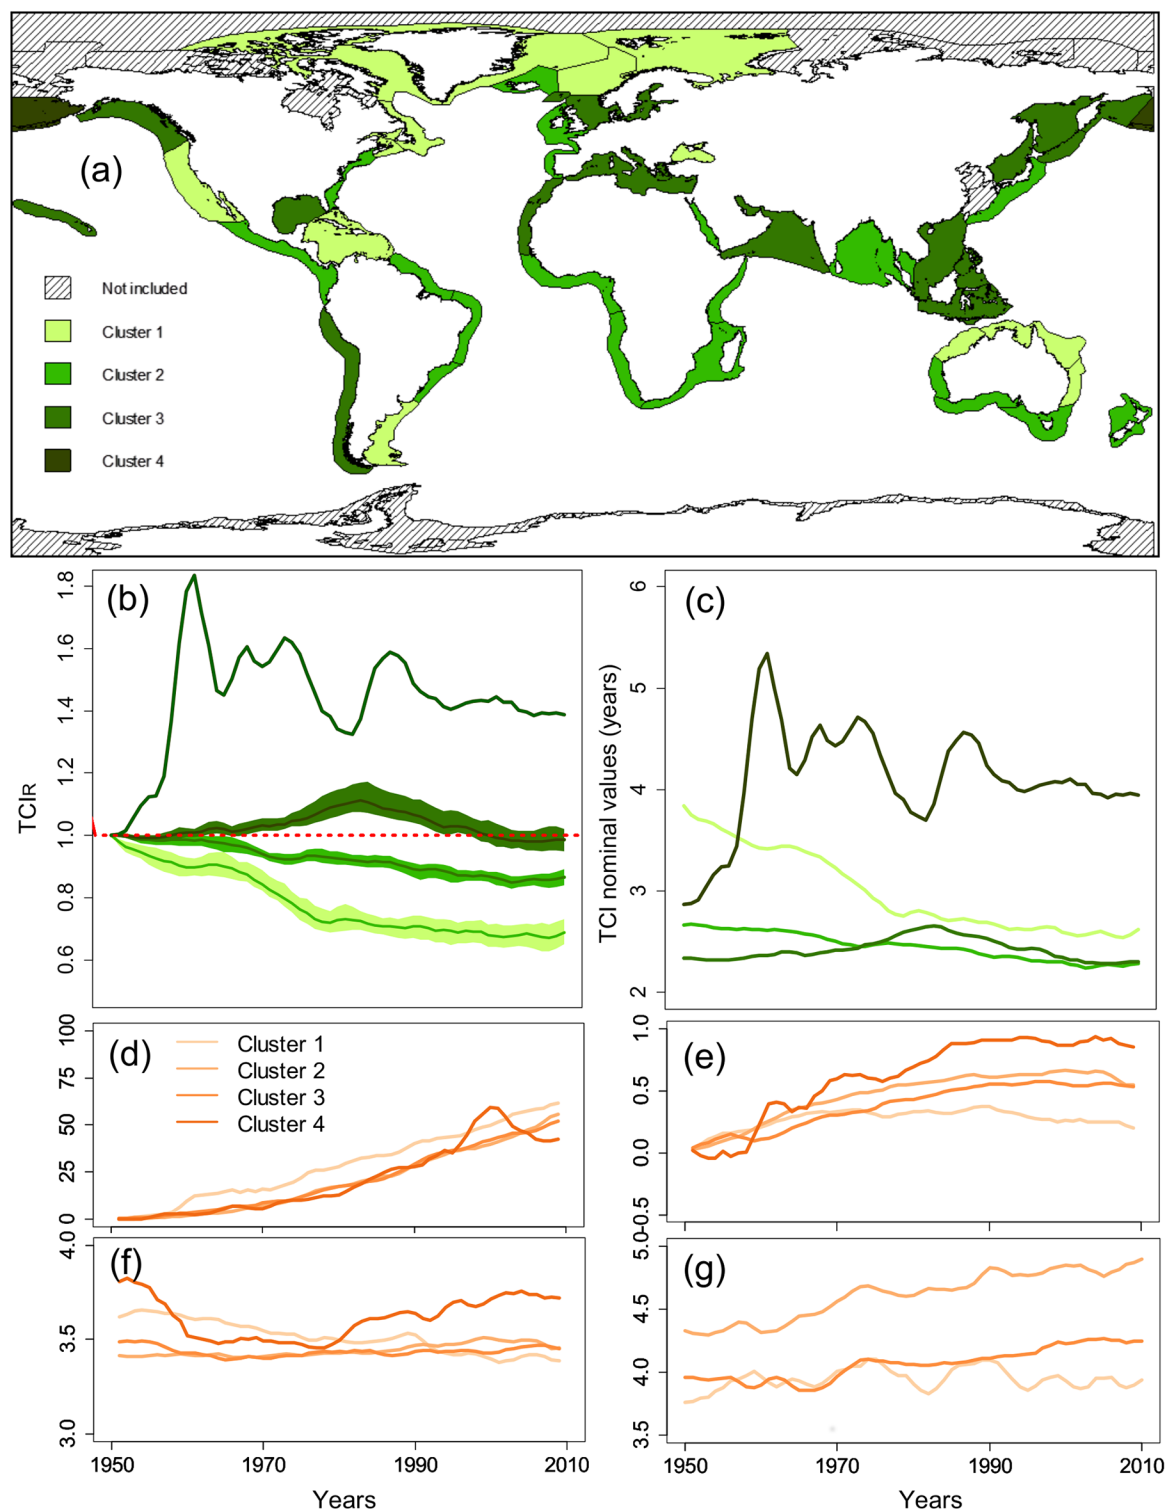 (a)
Not included
Cluster 1
Cluster 2
Cluster 3
Cluster 4
(b)
1.8
1.6
1.4
1.2
1.0
0.8
0.6
TCIR
(c)
6
5
4
3
2
TCI nominal values (years)
(d)
100
75
50
25
0
Cluster 1
Cluster 2
Cluster 3
Cluster 4
(e)
1.0
0.5
0.0
-0.5
(f)
4.0
3.5
3.0
1950
1970
1990
2010
Years
(g)
5.0
4.5
4.0
3.5
1950
1970
1990
2010
Years